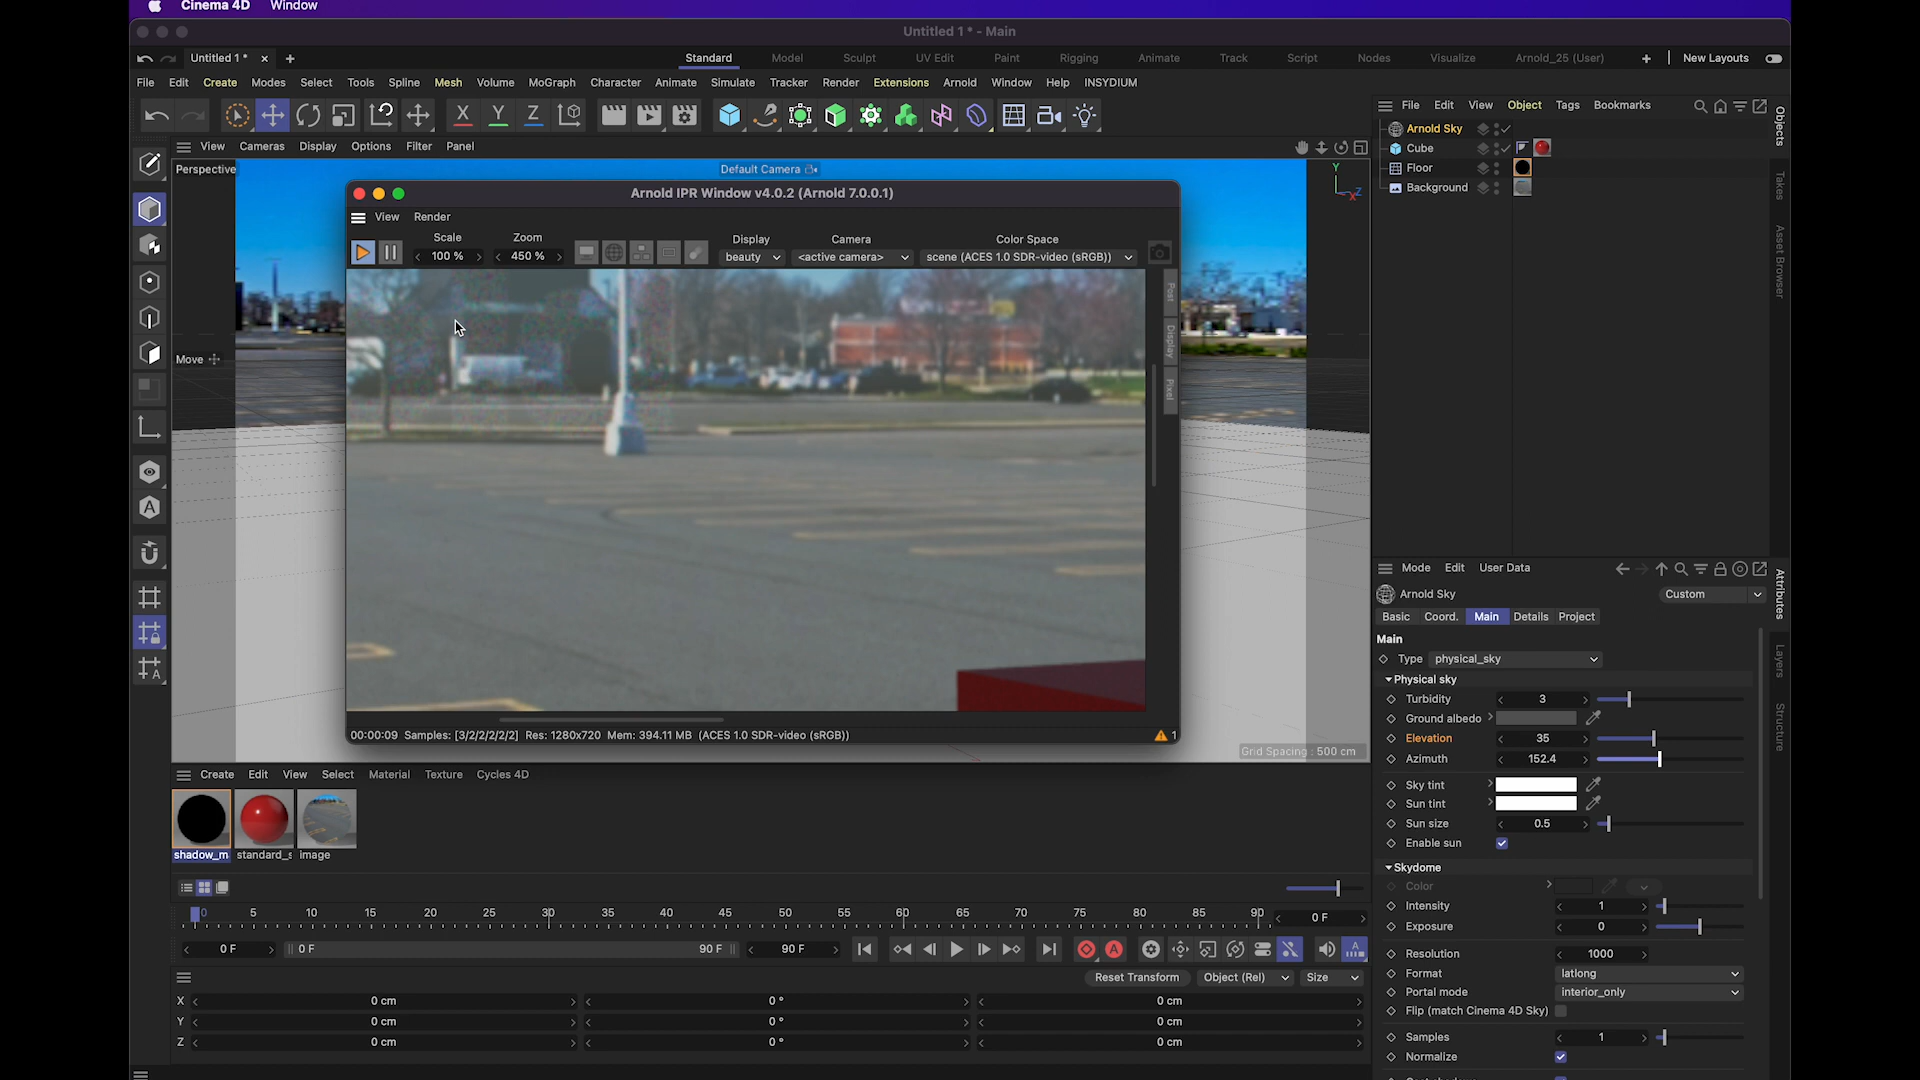 Cinema 4D Window
Untitled 1 * - Main
Untitled 1 * × +
Standard Model Sculpt UV Edit Paint Rigging Animate Track Script Nodes Visualize Arnold_25 (User) + New Layouts
File Edit Create Modes Select Tools Spline Mesh Volume MoGraph Character Animate Simulate Tracker Render Extensions Arnold Window Help INSYDIUM
X Y Z
File Edit View Object Tags Bookmarks
Objects
Takes
Asset Browser
Arnold Sky
Cube
Floor
Background
View Cameras Display Options Filter Panel
Perspective
Default Camera
Y
Z
X
Move
Arnold IPR Window v4.0.2 (Arnold 7.0.0.1)
View Render
Scale Zoom Display Camera Color Space
100 % 450 % beauty <active camera> scene (ACES 1.0 SDR-video (sRGB))
Post
Display
Pixel
00:00:09 Samples: [3/2/2/2/2/2] Res: 1280x720 Mem: 394.11 MB (ACES 1.0 SDR-video (sRGB))
1
Grid Spacing : 500 cm
Mode Edit User Data
Attributes
Layers
Structure
Arnold Sky
Custom
Basic Coord. Main Details Project
Main
Type physical_sky
Physical sky
Turbidity 3
Ground albedo
Elevation 35
Azimuth 152.4
Sky tint
Sun tint
Sun size 0.5
Enable sun
Skydome
Color
Intensity 1
Exposure 0
Resolution 1000
Format latlong
Portal mode interior_only
Flip (match Cinema 4D Sky)
Samples 1
Normalize
Create Edit View Select Material Texture Cycles 4D
shadow_m standard_s image
0 5 10 15 20 25 30 35 40 45 50 55 60 65 70 75 80 85 90 0 F
0 F 0 F 90 F 90 F
Reset Transform Object (Rel) Size
X 0 cm 0 ° 0 cm
Y 0 cm 0 ° 0 cm
Z 0 cm 0 ° 0 cm